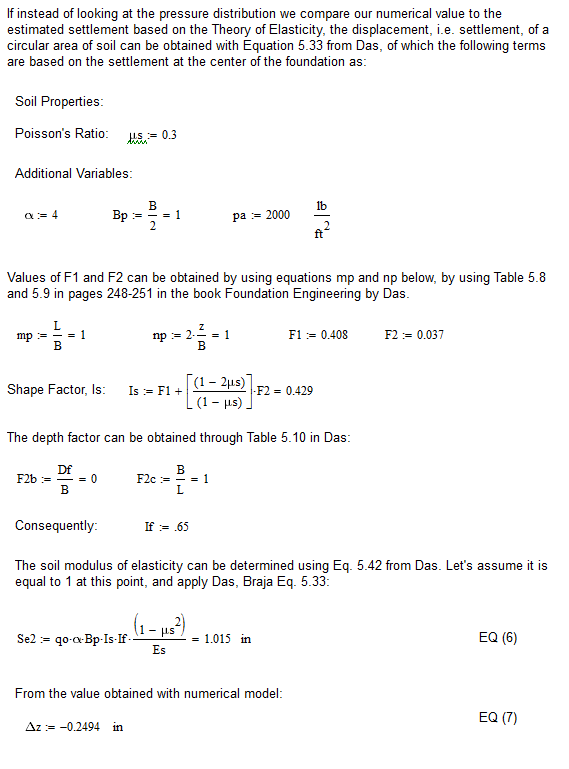 If instead of looking at the pressure distribution we compare our numerical value to the
estimated settlement based on the Theory of Elasticity, the displacement, i.e. settlement, of a
circular area of soil can be obtained with Equation 5.33 from Das, of which the following terms
are based on the settlement at the center of the foundation as:
Soil Properties:
Poisson's Ratio: μs := 0.3
Additional Variables:
α := 4 Bp := B/2 = 1 pa := 2000 lb/ft^2
Values of F1 and F2 can be obtained by using equations mp and np below, by using Table 5.8
and 5.9 in pages 248-251 in the book Foundation Engineering by Das.
mp := L/B = 1 np := 2·z/B = 1 F1 := 0.408 F2 := 0.037
Shape Factor, Is: Is := F1 + [(1 − 2μs)/(1 − μs)]·F2 = 0.429
The depth factor can be obtained through Table 5.10 in Das:
F2b := Df/B = 0 F2c := B/L = 1
Consequently: If := .65
The soil modulus of elasticity can be determined using Eq. 5.42 from Das. Let's assume it is
equal to 1 at this point, and apply Das, Braja Eq. 5.33:
Se2 := qo·α·Bp·Is·If·(1 − μs^2)/Es = 1.015 in EQ (6)
From the value obtained with numerical model:
Δz := −0.2494 in EQ (7)